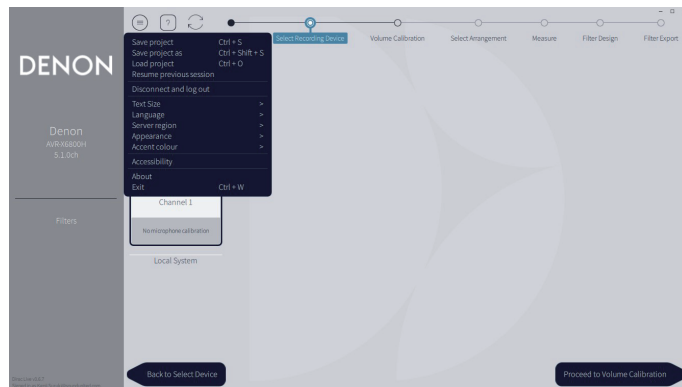 ?
Select Recording Device
Volume Calibration
Select Arrangement
Measure
Filter Design
Filter Export
DENON
Denon
AVR-X6800H
5.1.0ch
Filters
Save project Ctrl + S
Save project as Ctrl + Shift + S
Load project Ctrl + O
Resume previous session
Disconnect and log out
Text Size >
Language >
Server region >
Appearance >
Accent colour >
Accessibility
About
Exit Ctrl + W
Channel 1
No microphone calibration
Local System
Back to Select Device
Proceed to Volume Calibration